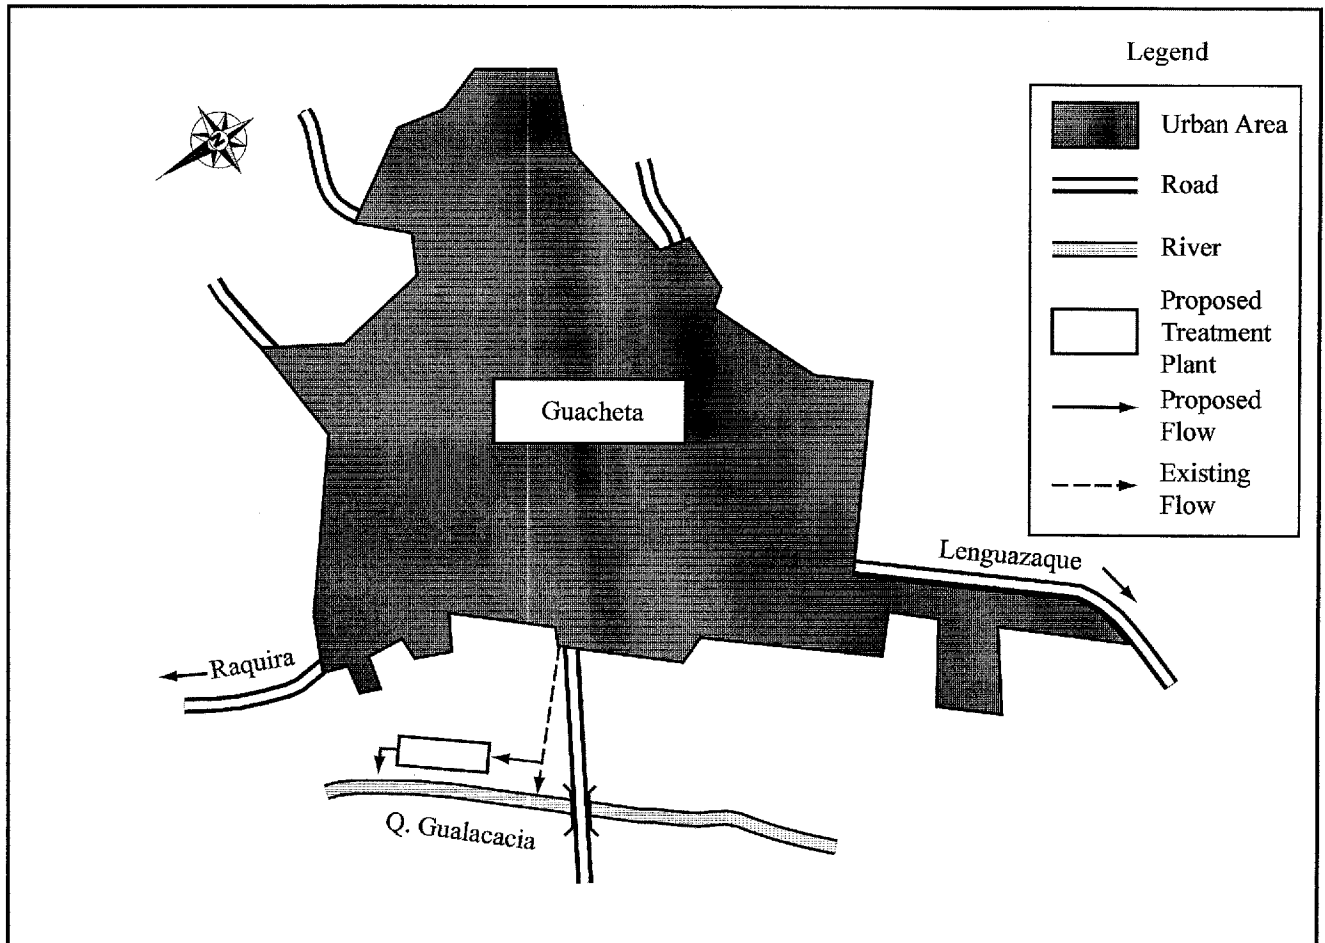 Legend
Urban Area
Road
River
Proposed
Treatment
Plant
Proposed
Flow
Existing
Flow
N
Guacheta
Lenguazaque
Raquira
Q. Gualacacia